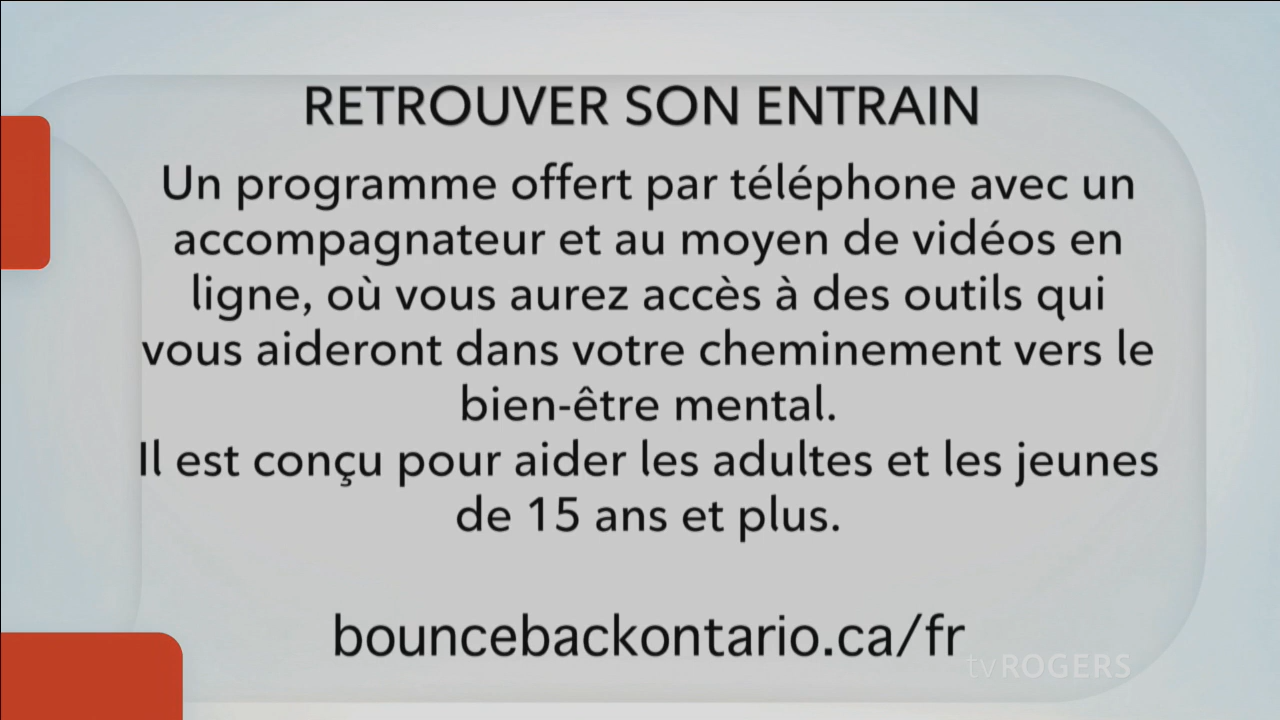 RETROUVER SON ENTRAIN
Un programme offert par téléphone avec un
accompagnateur et au moyen de vidéos en
ligne, où vous aurez accès à des outils qui
vous aideront dans votre cheminement vers le
bien-être mental.
Il est conçu pour aider les adultes et les jeunes
de 15 ans et plus.
bouncebackontario.ca/fr
tvROGERS